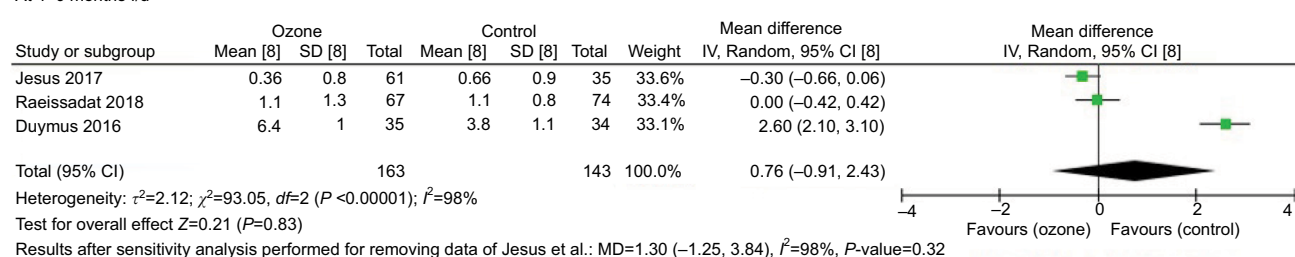 Ozone Control Mean difference Mean difference
Study or subgroup Mean [8] SD [8] Total Mean [8] SD [8] Total Weight IV, Random, 95% CI [8] IV, Random, 95% CI [8]
Jesus 2017 0.36 0.8 61 0.66 0.9 35 33.6% –0.30 (–0.66, 0.06)
Raeissadat 2018 1.1 1.3 67 1.1 0.8 74 33.4% 0.00 (–0.42, 0.42)
Duymus 2016 6.4 1 35 3.8 1.1 34 33.1% 2.60 (2.10, 3.10)
Total (95% CI) 163 143 100.0% 0.76 (–0.91, 2.43)
Heterogeneity: τ²=2.12; χ²=93.05, df=2 (P <0.00001); I²=98%
–4 –2 0 2 4
Test for overall effect Z=0.21 (P=0.83)
Favours (ozone) Favours (control)
Results after sensitivity analysis performed for removing data of Jesus et al.: MD=1.30 (–1.25, 3.84), I²=98%, P-value=0.32